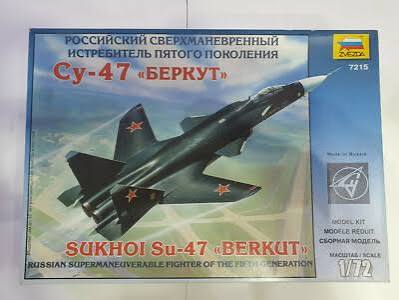 РОССИЙСКИЙ СВЕРХМАНЕВРЕННЫЙ
ИСТРЕБИТЕЛЬ ПЯТОГО ПОКОЛЕНИЯ
Су-47 «БЕРКУТ»
ZVEZDA
7215
Made in Russia
MODEL KIT
MODELE REDUIT
СБОРНАЯ МОДЕЛЬ
МАСШТАБ / SCALE
1/72
SUKHOI Su-47 «BERKUT»
RUSSIAN SUPERMANEUVERABLE FIGHTER OF THE FIFTH GENERATION